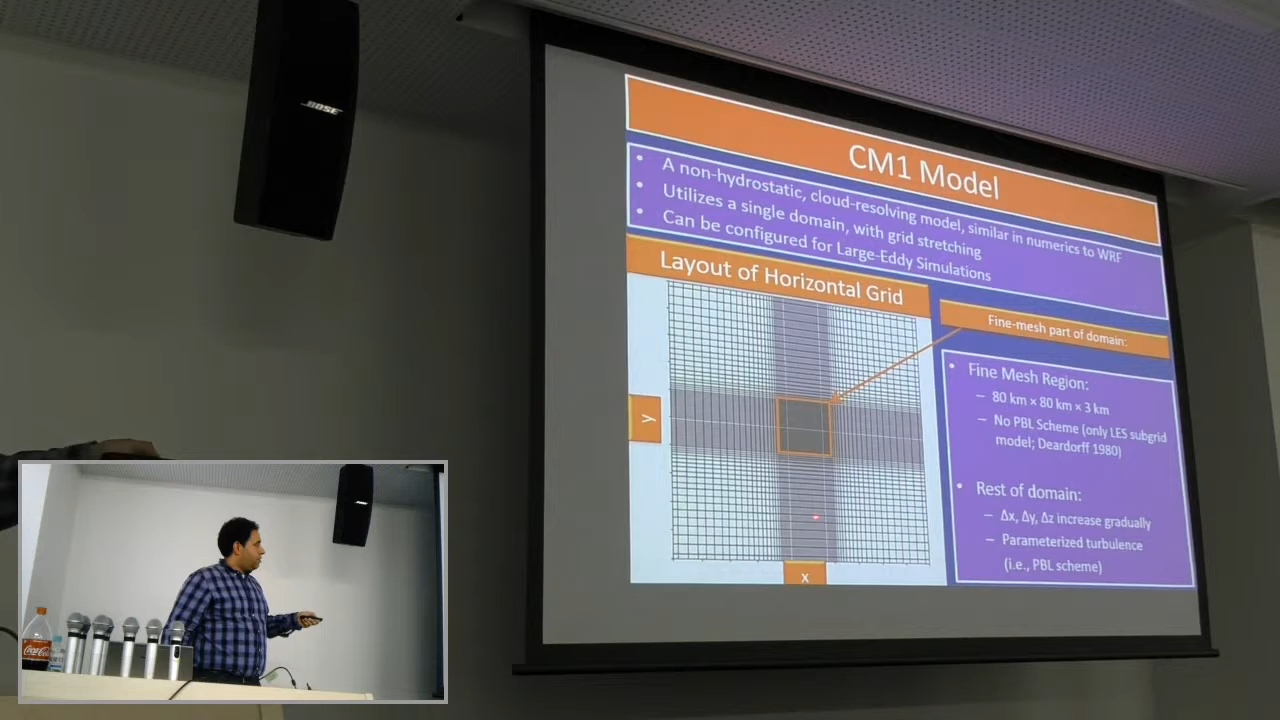 BOSE
CM1 Model
• A non-hydrostatic, cloud-resolving model, similar in numerics to WRF
• Utilizes a single domain, with grid stretching
• Can be configured for Large-Eddy Simulations
Layout of Horizontal Grid
Fine-mesh part of domain:
y
x
• Fine Mesh Region:
– 80 km × 80 km × 3 km
– No PBL Scheme (only LES subgrid
model; Deardorff 1980)
• Rest of domain:
– Δx, Δy, Δz increase gradually
– Parameterized turbulence
(i.e., PBL scheme)
Coca-Cola